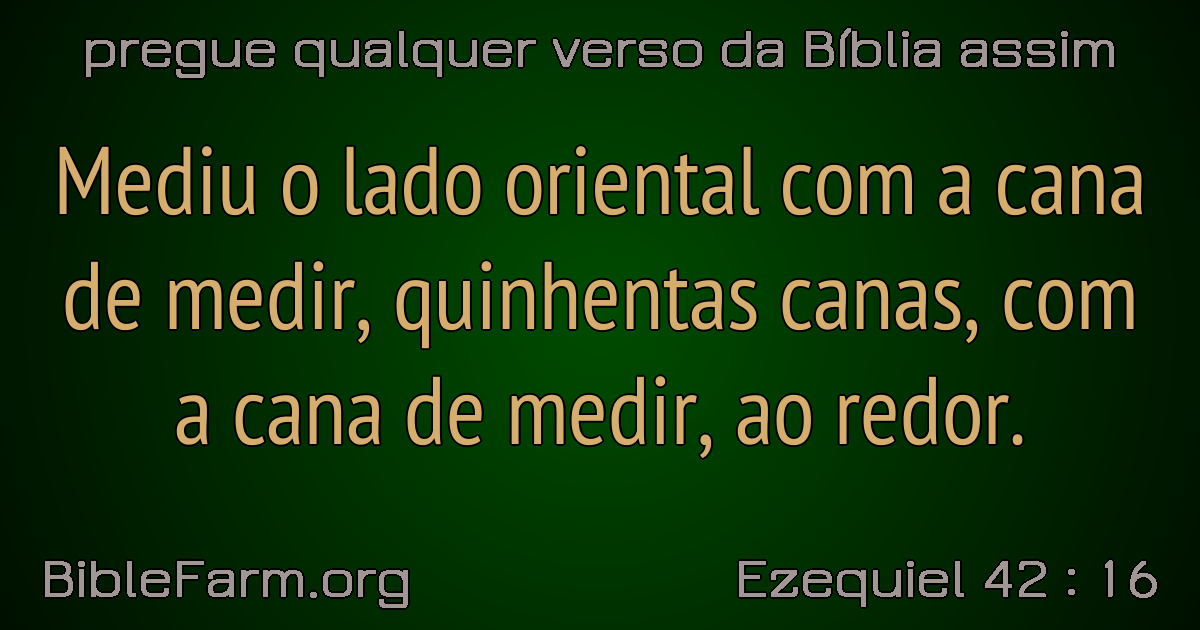 pregue qualquer verso da Bíblia assim
Mediu o lado oriental com a cana
de medir, quinhentas canas, com
a cana de medir, ao redor.
BibleFarm.org
Ezequiel 42 : 16